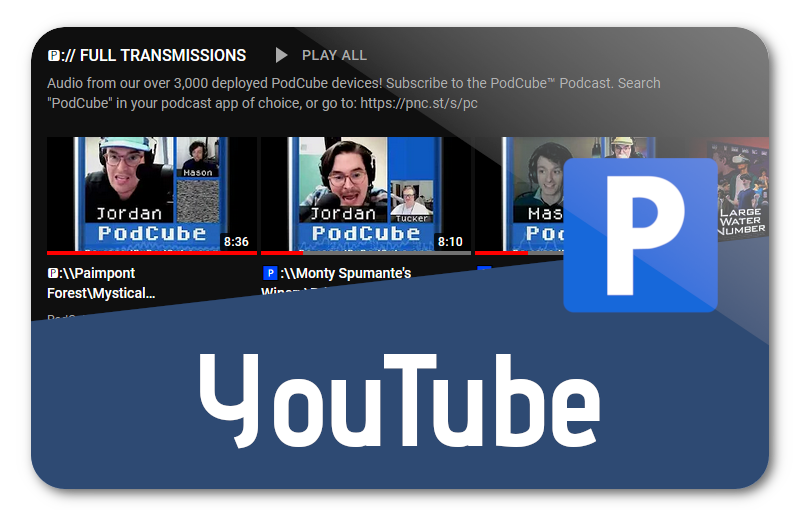 P:// FULL TRANSMISSIONS
PLAY ALL
Audio from our over 3,000 deployed PodCube devices! Subscribe to the PodCube™ Podcast. Search
"PodCube" in your podcast app of choice, or go to: https://pnc.st/s/pc
Mason
Jordan
PodCube
8:36
Jordan
Tucker
PodCube
8:10
Mas
LARGE
WATER
NUMBER
P:\\Paimpont
Forest\Mystical...
P:\\Monty Spumante's
P
YouTube